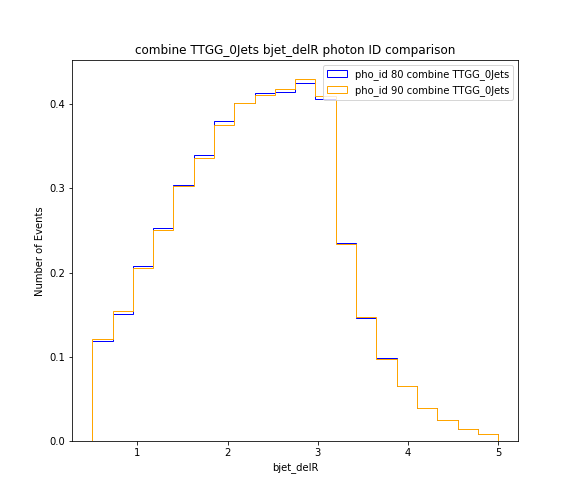 combine TTGG_0Jets bjet_delR photon ID comparison
pho_id 80 combine TTGG_0Jets
pho_id 90 combine TTGG_0Jets
Number of Events
0.4
0.3
0.2
0.1
0.0
1 2 3 4 5
bjet_delR